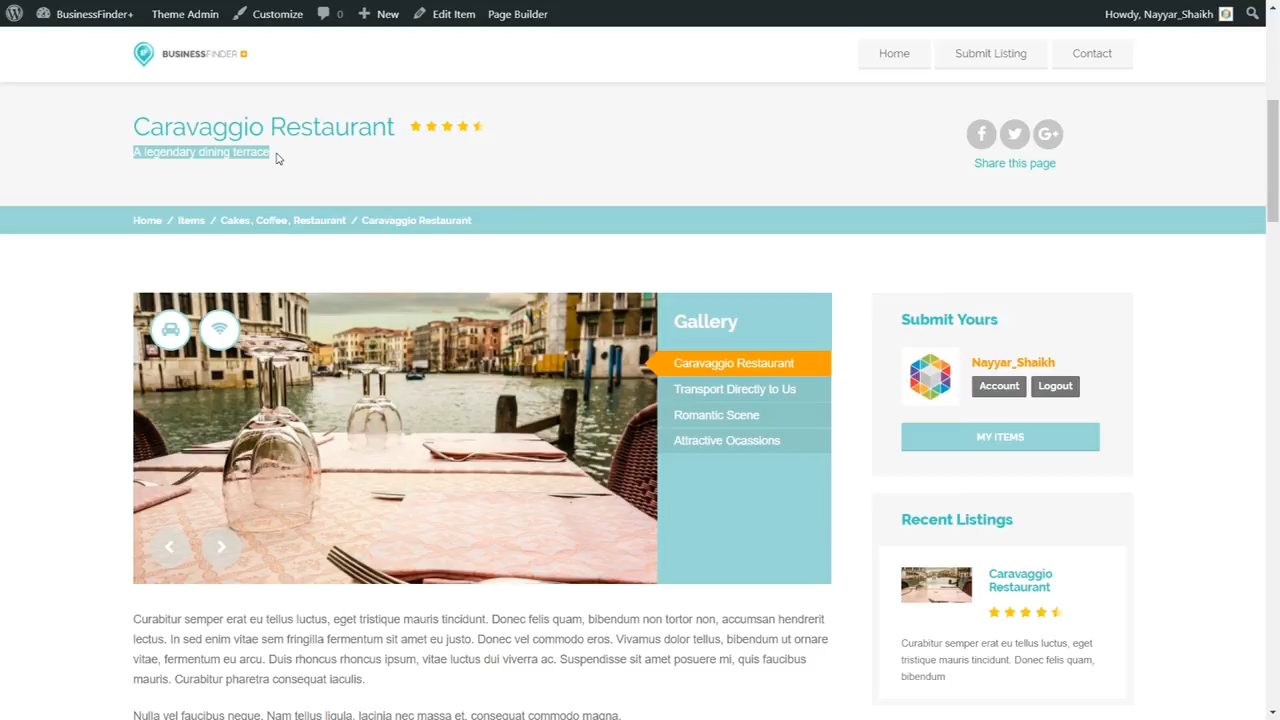 BusinessFinder+ Theme Admin Customize 0 New Edit Item Page Builder Howdy, Nayyar_Shaikh
BUSINESSFINDER
Home Submit Listing Contact
Caravaggio Restaurant
A legendary dining terrace
Share this page
Home / Items / Cakes, Coffee, Restaurant / Caravaggio Restaurant
Gallery
Caravaggio Restaurant
Transport Directly to Us
Romantic Scene
Attractive Ocassions
Submit Yours
Nayyar_Shaikh
Account Logout
MY ITEMS
Recent Listings
Caravaggio
Restaurant
Curabitur semper erat eu tellus luctus, eget
tristique mauris tincidunt. Donec felis quam,
bibendum
Curabitur semper erat eu tellus luctus, eget tristique mauris tincidunt. Donec felis quam, bibendum non tortor non, accumsan hendrerit
lectus. In sed enim vitae sem fringilla fermentum sit amet eu justo. Donec vel commodo eros. Vivamus dolor tellus, bibendum ut ornare
vitae, fermentum eu arcu. Duis rhoncus rhoncus ipsum, vitae luctus dui viverra ac. Suspendisse sit amet posuere mi, quis faucibus
mauris. Curabitur pharetra consequat iaculis.
Nulla vel faucibus neque. Nam tellus ligula, lacinia nec massa et, consequat commodo magna.